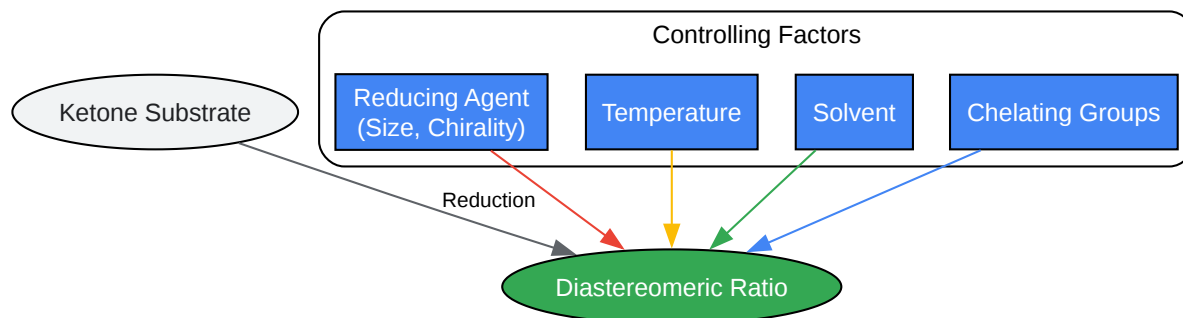 Controlling Factors
Ketone Substrate
Reducing Agent
(Size, Chirality)
Temperature
Solvent
Chelating Groups
Reduction
Diastereomeric Ratio